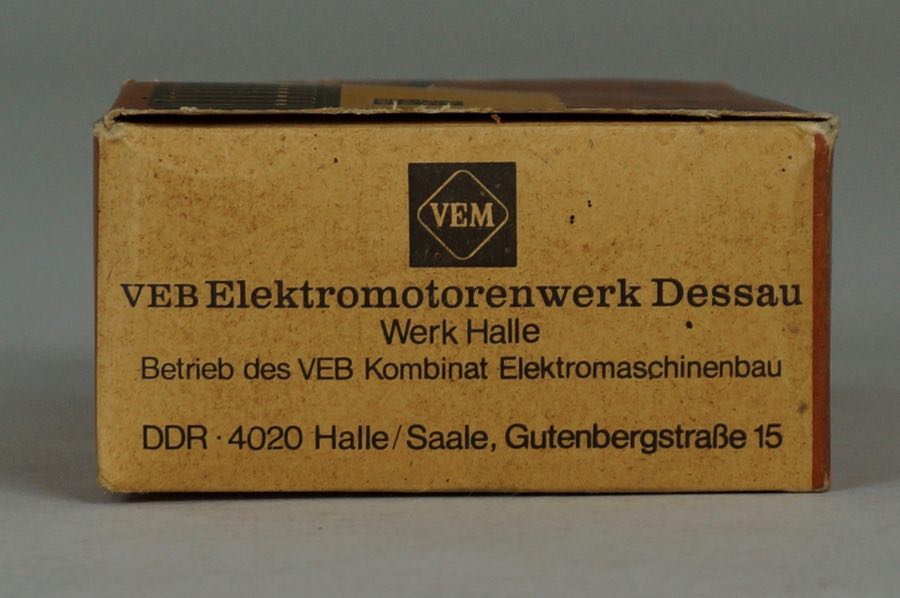 VEM
VEB Elektromotorenwerk Dessau
Werk Halle
Betrieb des VEB Kombinat Elektromaschinenbau
DDR · 4020 Halle/Saale, Gutenbergstraße 15